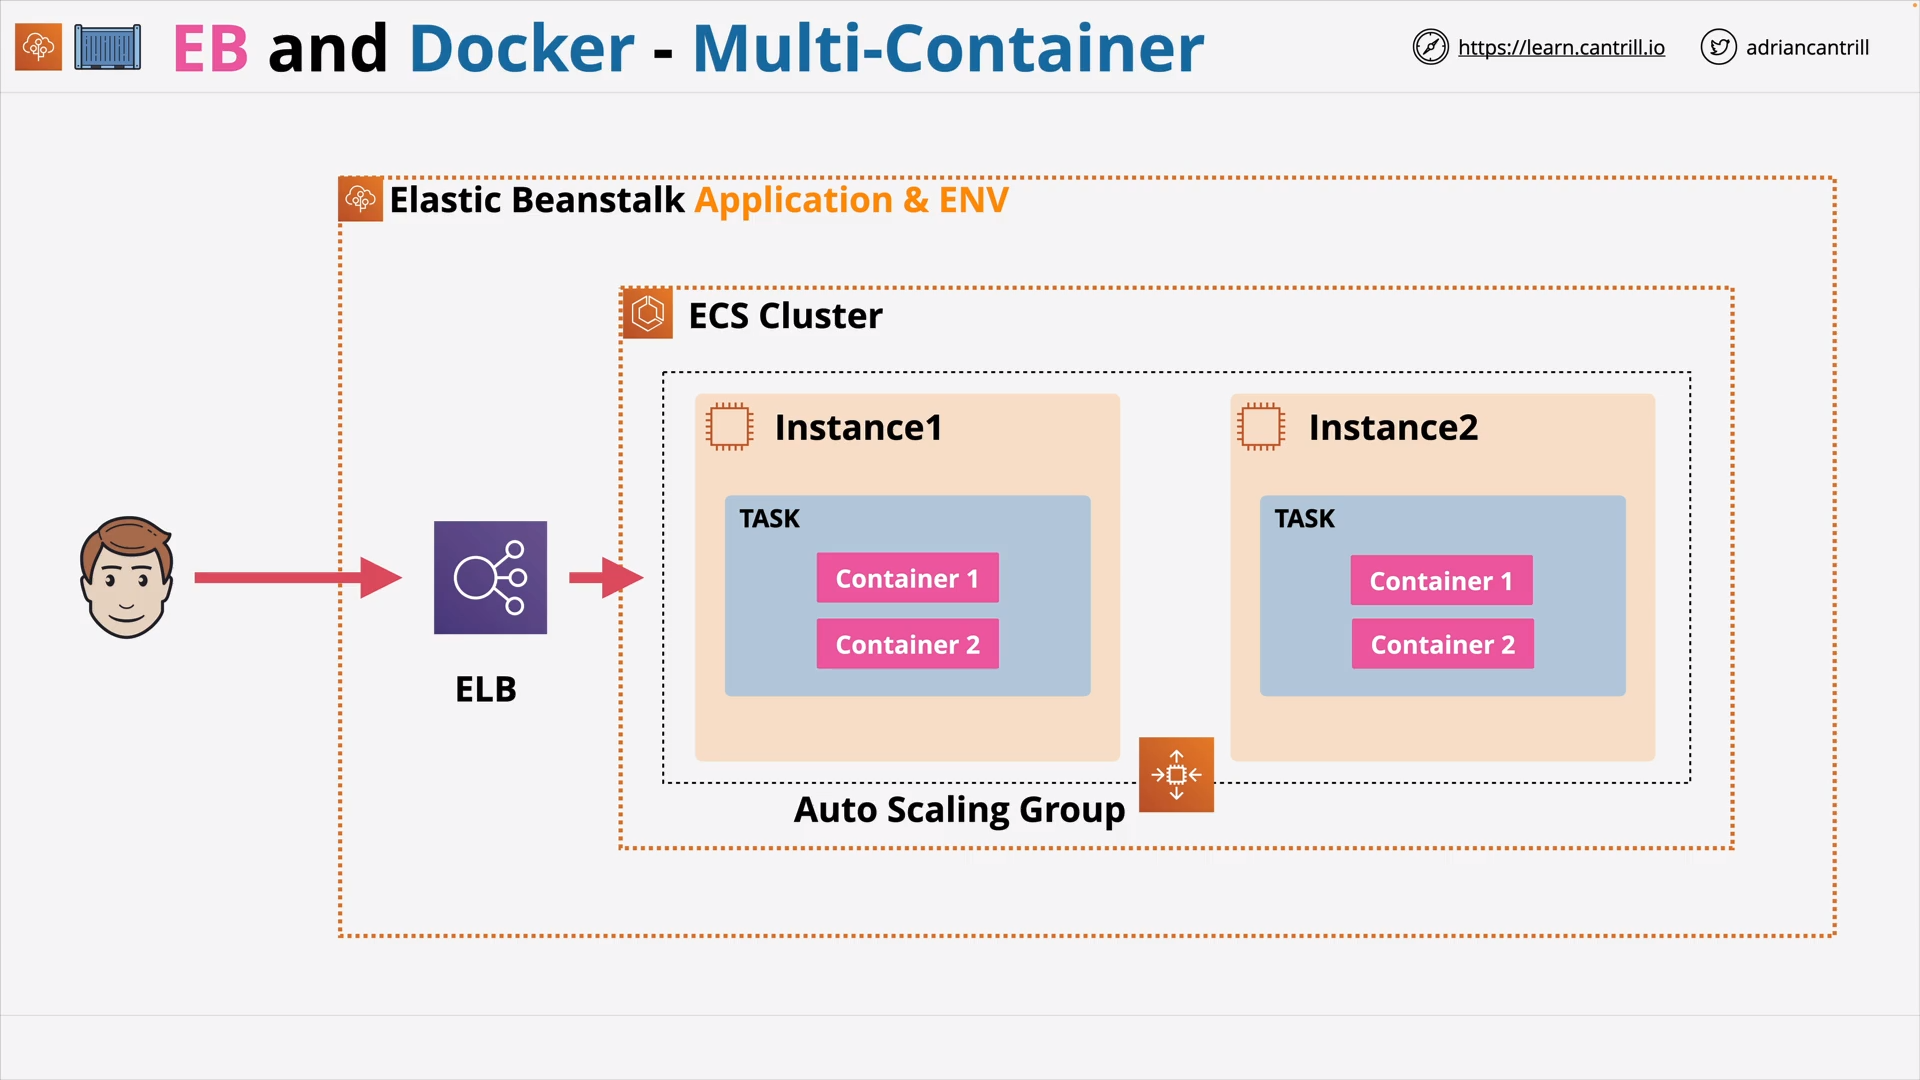 EB and Docker - Multi-Container
https://learn.cantrill.io
adriancantrill
Elastic Beanstalk Application & ENV
ECS Cluster
Instance1
Instance2
TASK
TASK
Container 1
Container 1
Container 2
Container 2
ELB
Auto Scaling Group